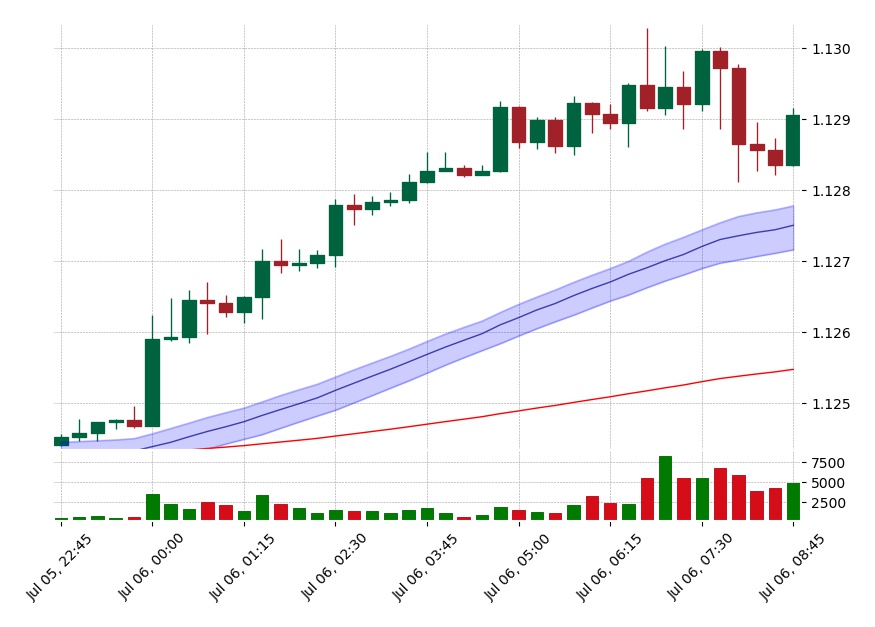 1.130
1.129
1.128
1.127
1.126
1.125
7500
5000
2500
Jul 05, 22:45
Jul 06, 00:00
Jul 06, 01:15
Jul 06, 02:30
Jul 06, 03:45
Jul 06, 05:00
Jul 06, 06:15
Jul 06, 07:30
Jul 06, 08:45